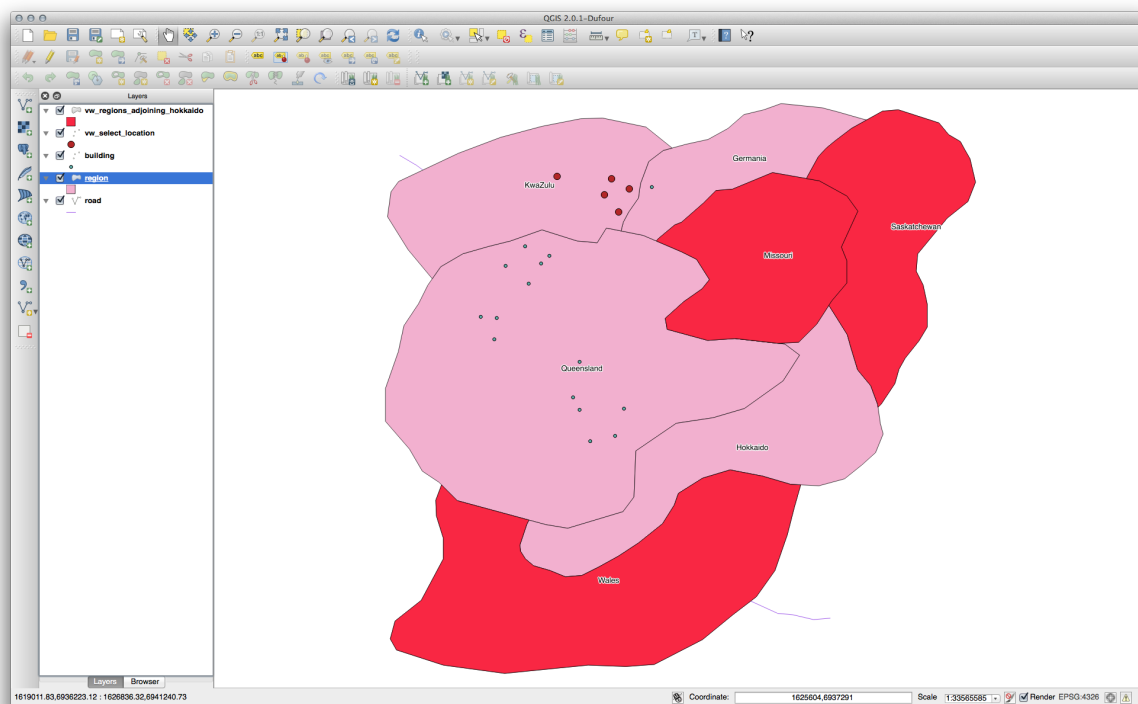 QGIS 2.0.1-Dufour
Layers
vw_regions_adjoining_hokkaido
vw_select_location
building
region
road
Germania
KwaZulu
Saskatchewan
Missouri
Queensland
Hokkaido
Wales
Layers
Browser
1619011.83,6936223.12 : 1626836.32,6941240.73
Coordinate:
1625604,6937291
Scale
1:33565585
Render
EPSG:4326